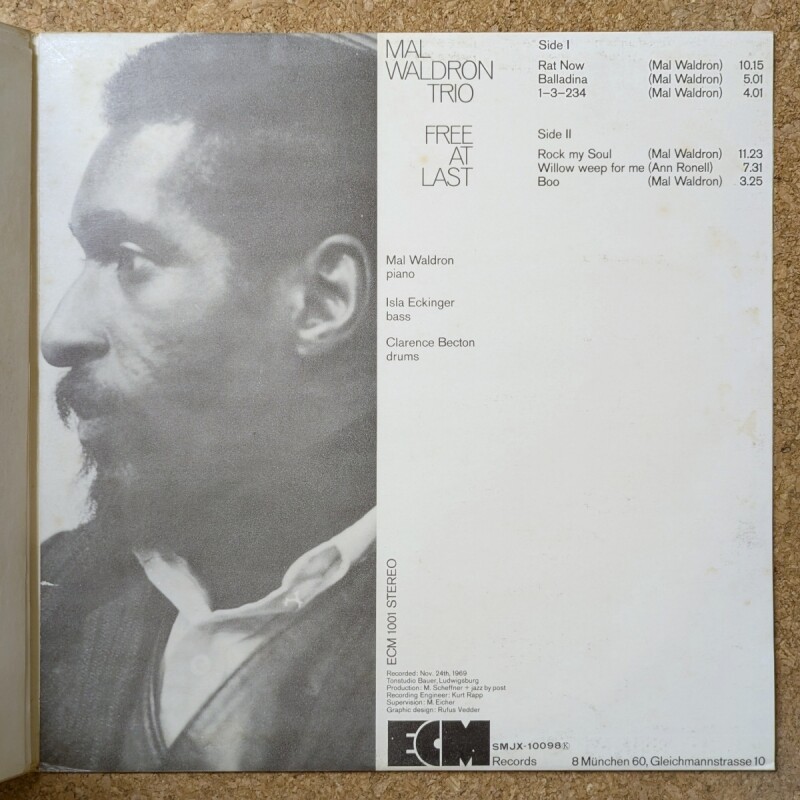 MAL
WALDRON
TRIO
FREE
AT
LAST
Side I
Rat Now (Mal Waldron) 10.15
Balladina (Mal Waldron) 5.01
1–3–234 (Mal Waldron) 4.01
Side II
Rock my Soul (Mal Waldron) 11.23
Willow weep for me (Ann Ronell) 7.31
Boo (Mal Waldron) 3.25
Mal Waldron
piano
Isla Eckinger
bass
Clarence Becton
drums
ECM 1001 STEREO
Recorded: Nov. 24th, 1969
Tonstudio Bauer, Ludwigsburg
Production: M. Scheffner + jazz by post
Recording Engineer: Kurt Rapp
Supervision: M. Eicher
Graphic design: Rufus Vedder
ECM
SMJX-10098
Records 8 München 60, Gleichmannstrasse 10